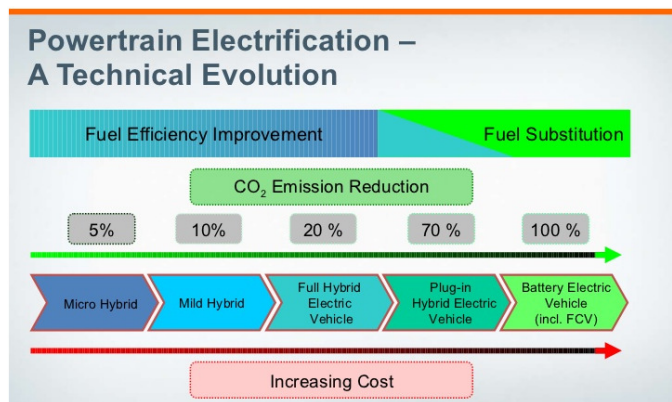 Powertrain Electrification –
A Technical Evolution
Fuel Efficiency Improvement
Fuel Substitution
CO₂ Emission Reduction
5%
10%
20 %
70 %
100 %
Micro Hybrid
Mild Hybrid
Full Hybrid
Electric
Vehicle
Plug-in
Hybrid Electric
Vehicle
Battery Electric
Vehicle
(incl. FCV)
Increasing Cost